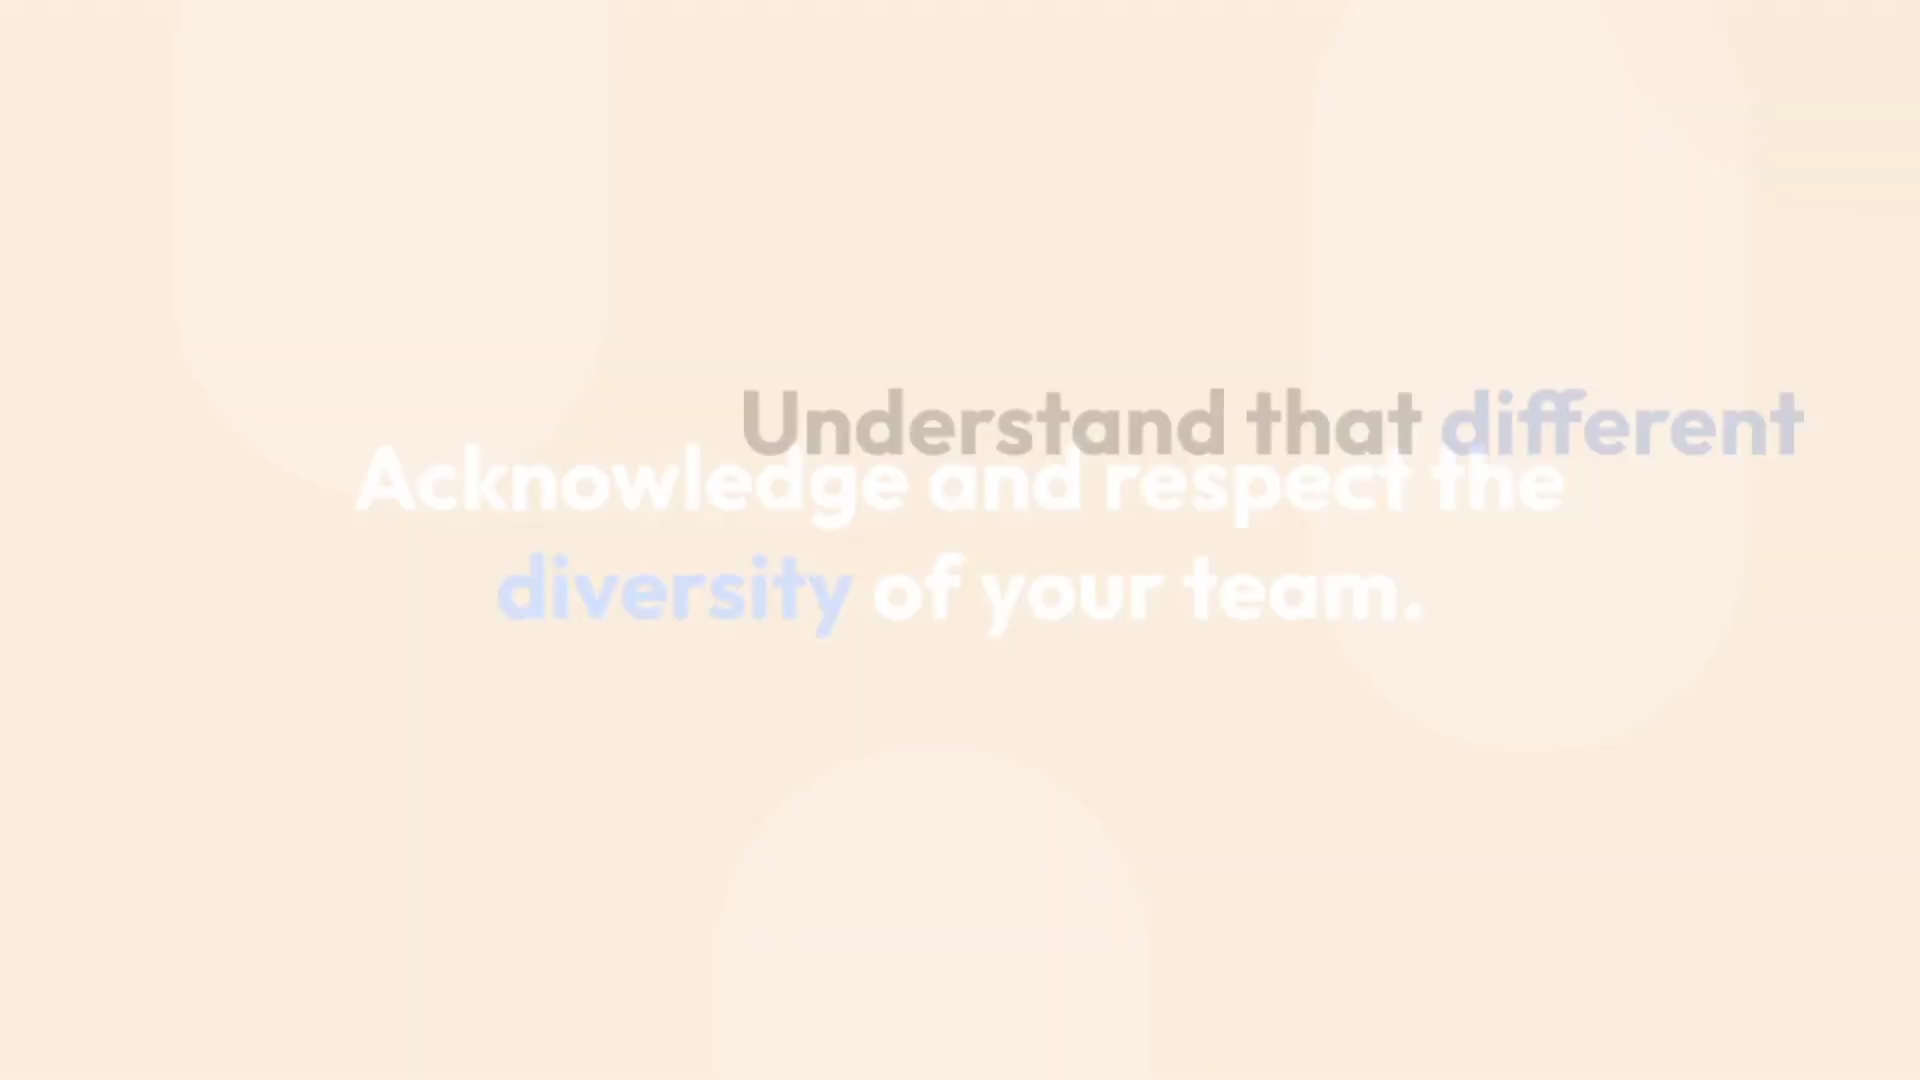 Understand that different
Acknowledge and respect the
diversity of your team.